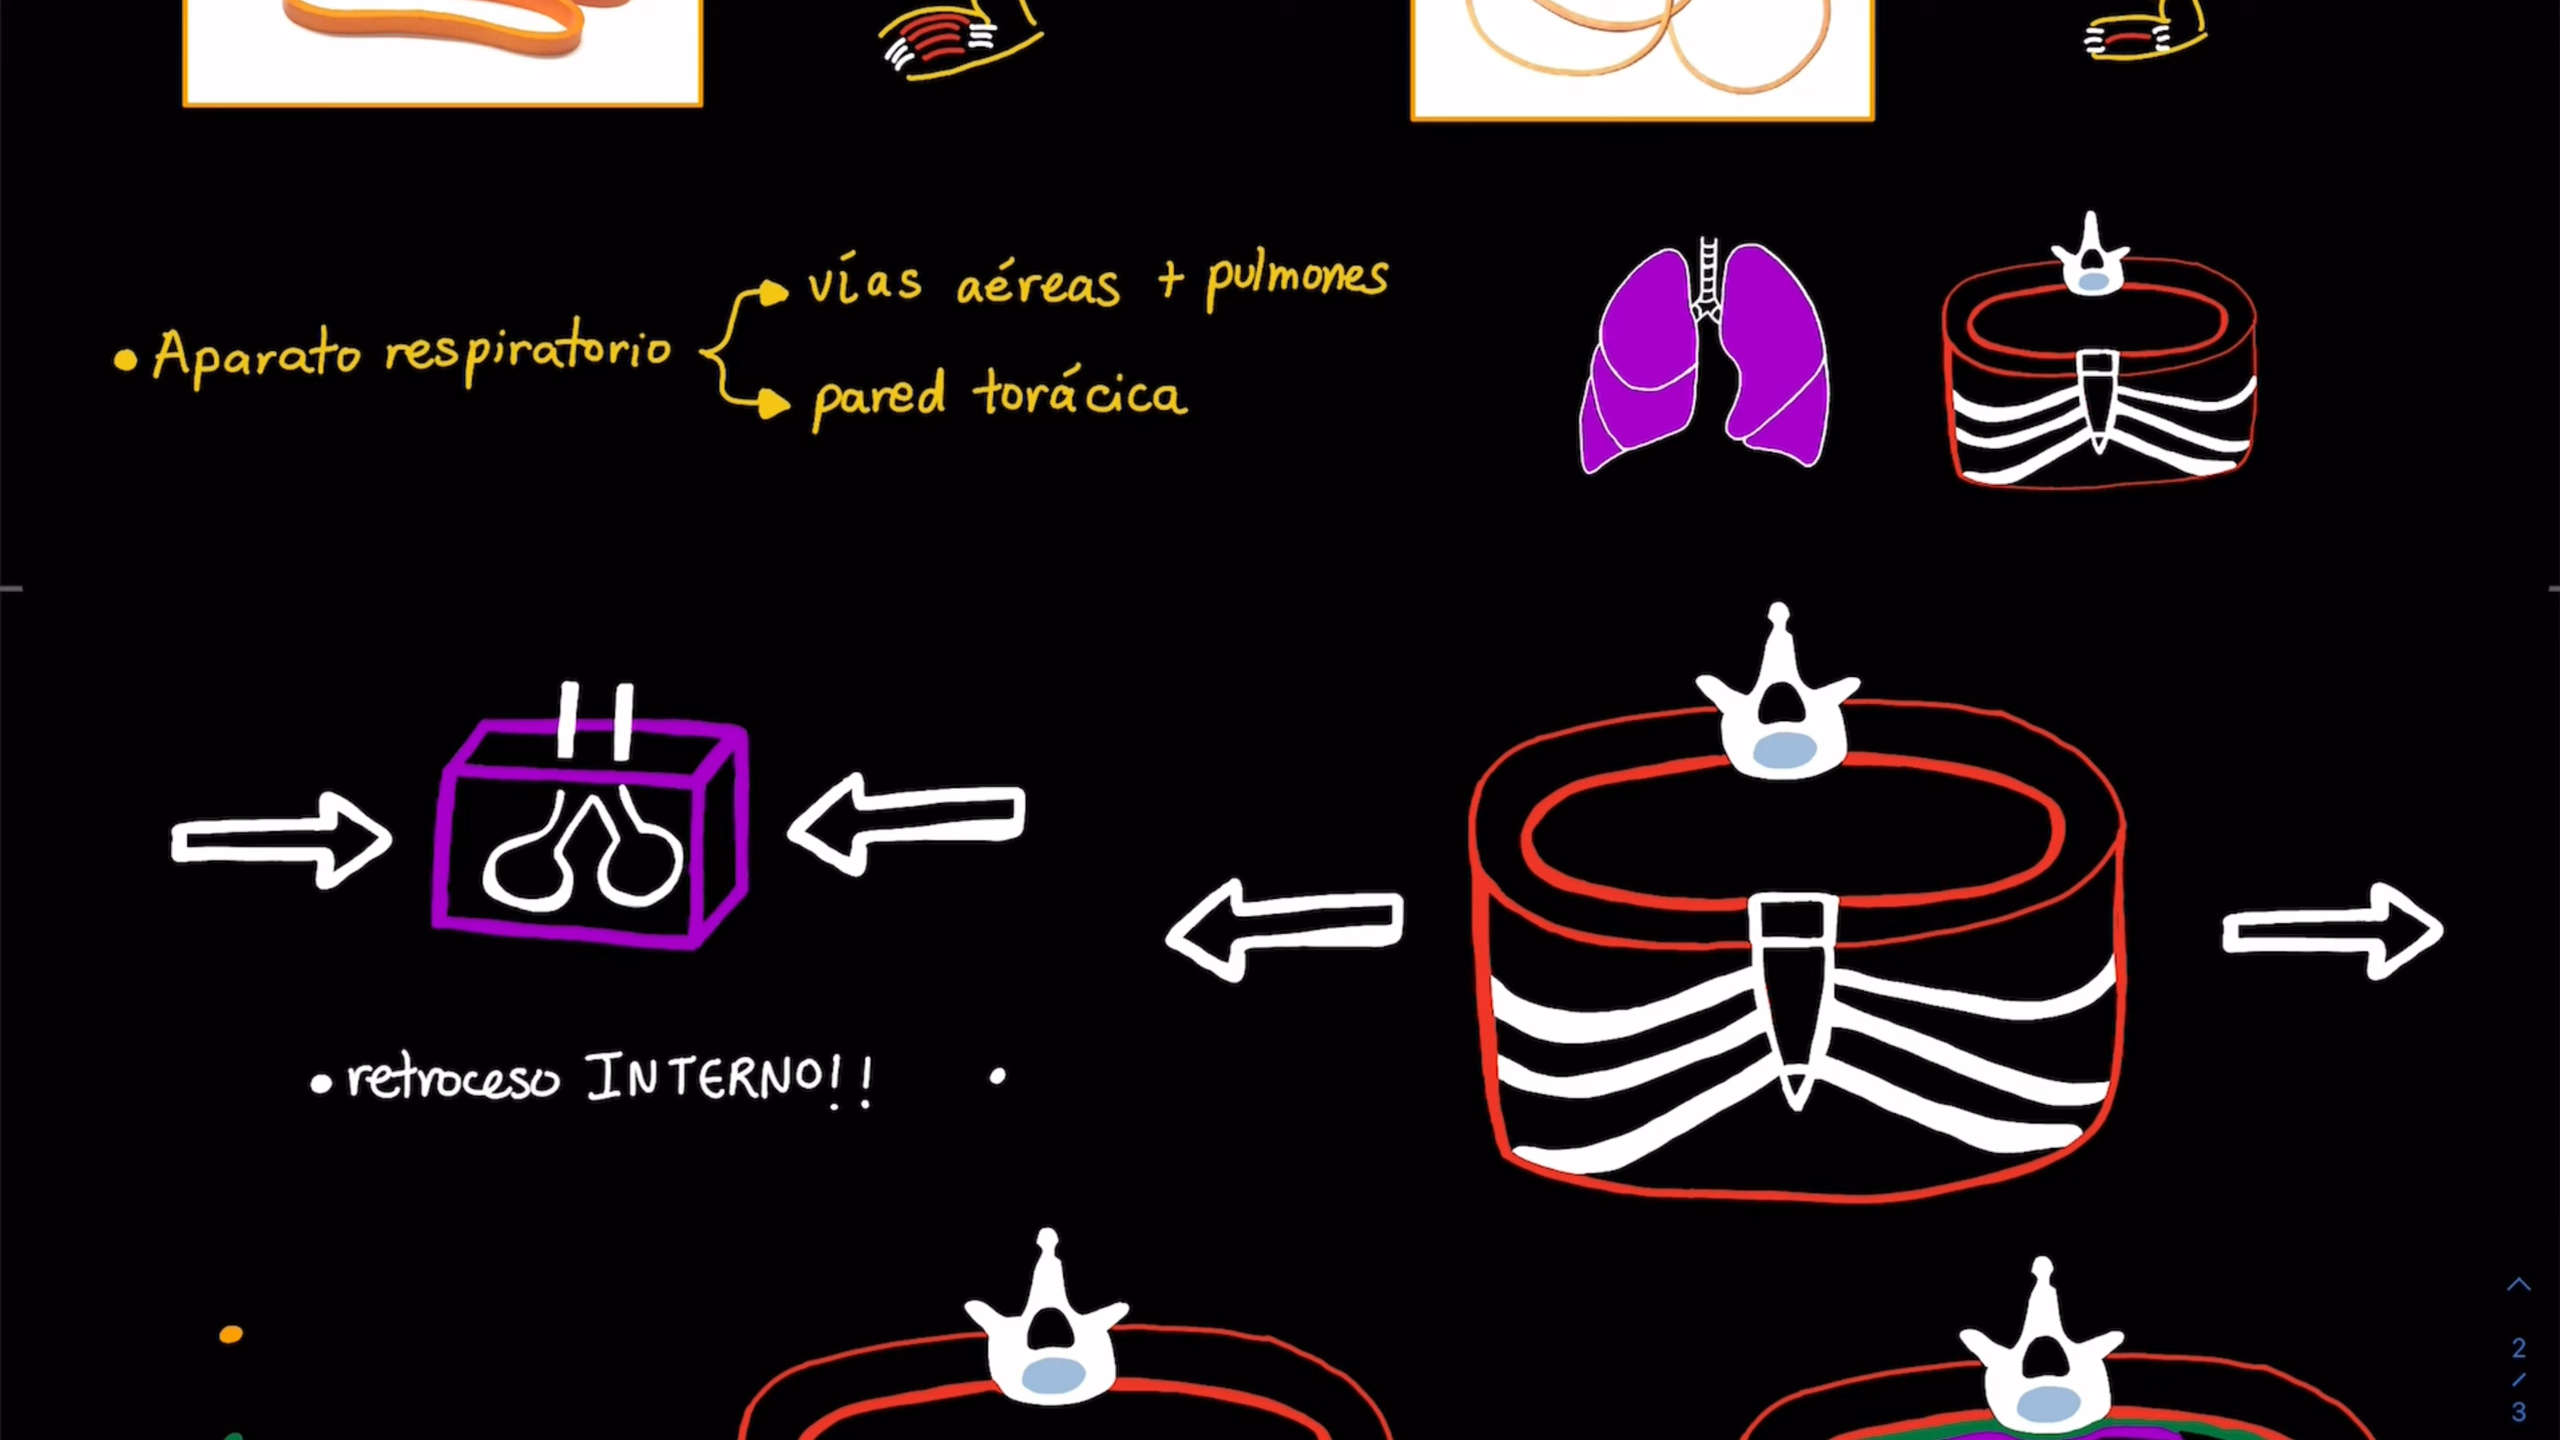 vías aéreas + pulmones
• Aparato respiratorio
pared torácica
• retroceso INTERNO!!
•
2
/
3